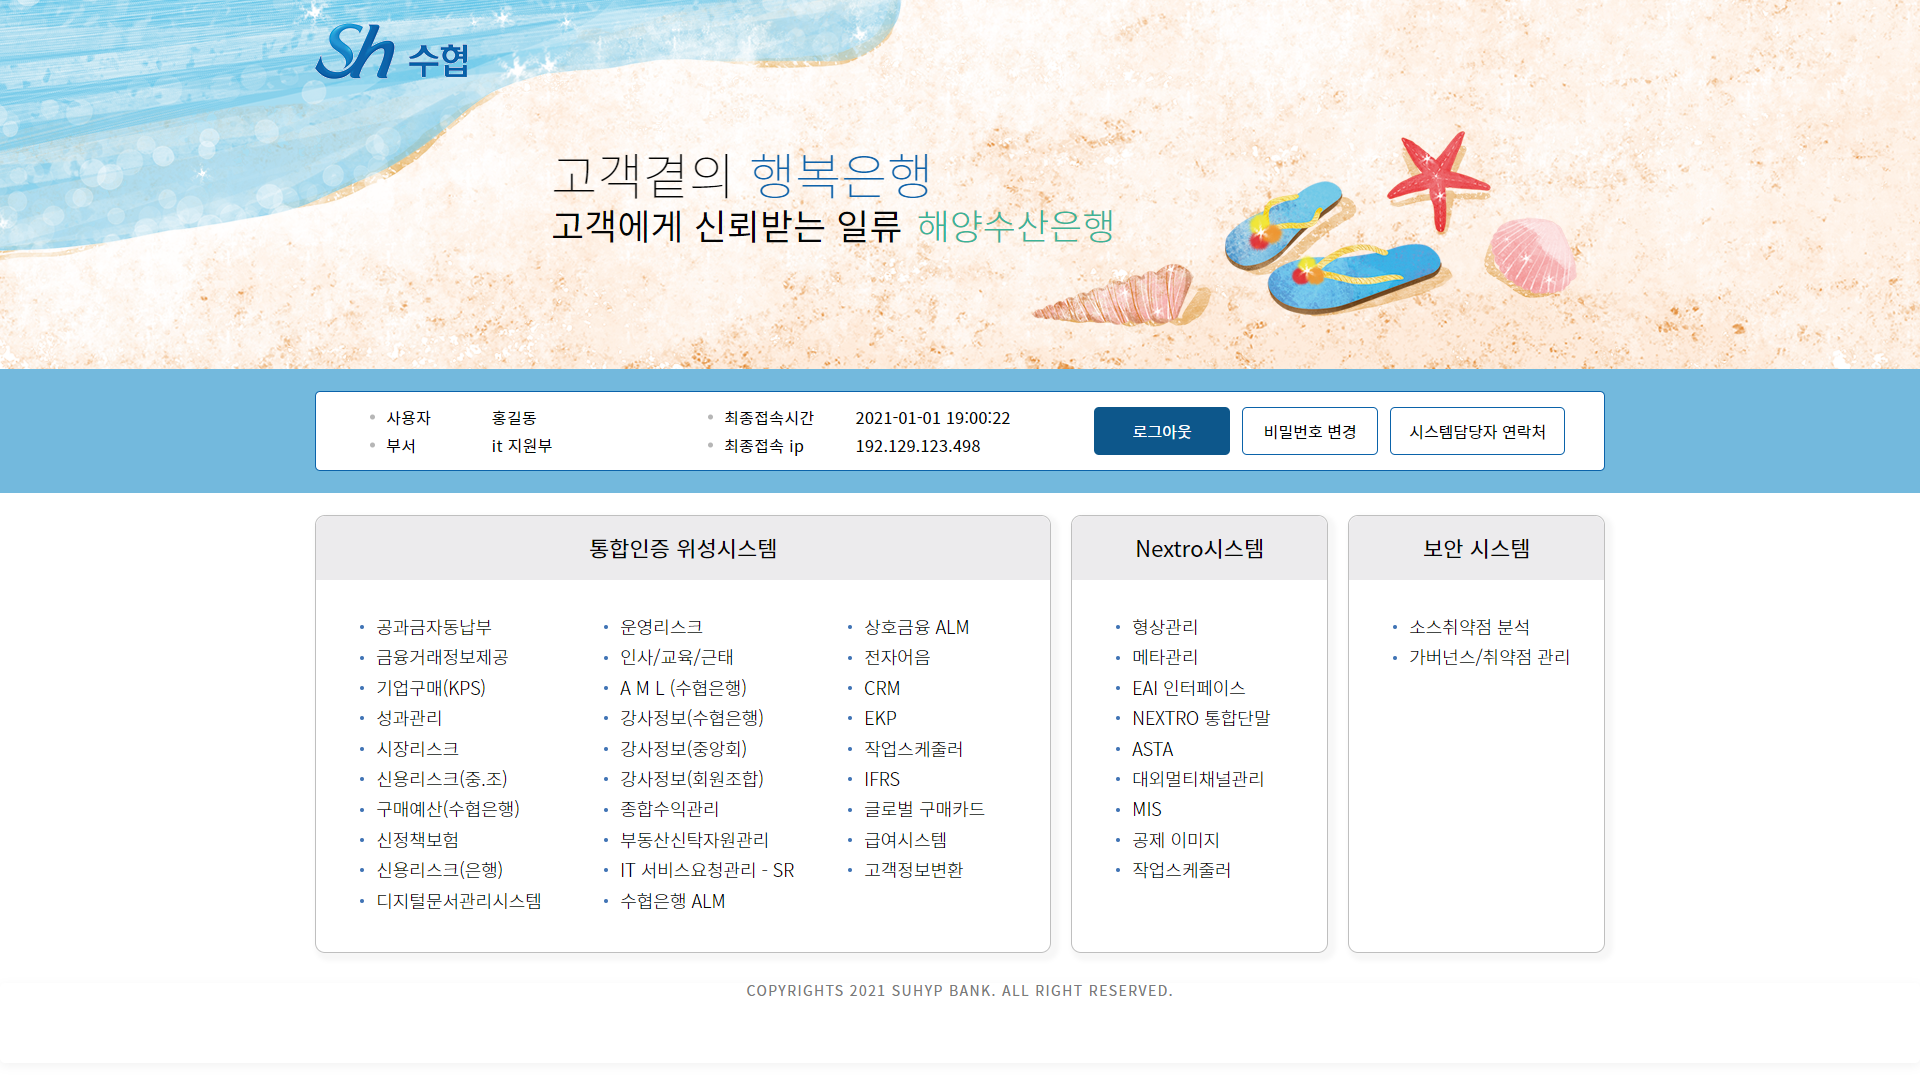 Sh 수협
고객곁의 행복은행
고객에게 신뢰받는 일류 해양수산은행
사용자 홍길동 최종접속시간 2021-01-01 19:00:22
부서 it 지원부 최종접속 ip 192.129.123.498
로그아웃 비밀번호 변경 시스템담당자 연락처
통합인증 위성시스템
공과금자동납부
금융거래정보제공
기업구매(KPS)
성과관리
시장리스크
신용리스크(중.조)
구매예산(수협은행)
신정책보험
신용리스크(은행)
디지털문서관리시스템
운영리스크
인사/교육/근태
A M L (수협은행)
강사정보(수협은행)
강사정보(중앙회)
강사정보(회원조합)
종합수익관리
부동산신탁자원관리
IT 서비스요청관리 - SR
수협은행 ALM
상호금융 ALM
전자어음
CRM
EKP
작업스케줄러
IFRS
글로벌 구매카드
급여시스템
고객정보변환
Nextro시스템
형상관리
메타관리
EAI 인터페이스
NEXTRO 통합단말
ASTA
대외멀티채널관리
MIS
공제 이미지
작업스케줄러
보안 시스템
소스취약점 분석
가버넌스/취약점 관리
COPYRIGHTS 2021 SUHYP BANK. ALL RIGHT RESERVED.